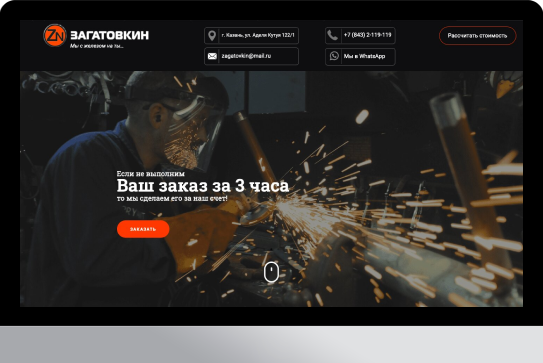 ZN ЗАГАТОВКИН
Мы с железом на ты...
г. Казань, ул. Аделя Кутуя 122/1
zagatovkin@mail.ru
+7 (843) 2-119-119
Мы в WhatsApp
Рассчитать стоимость
Если не выполним
Ваш заказ за 3 часа
то мы сделаем его за наш счет!
ЗАКАЗАТЬ